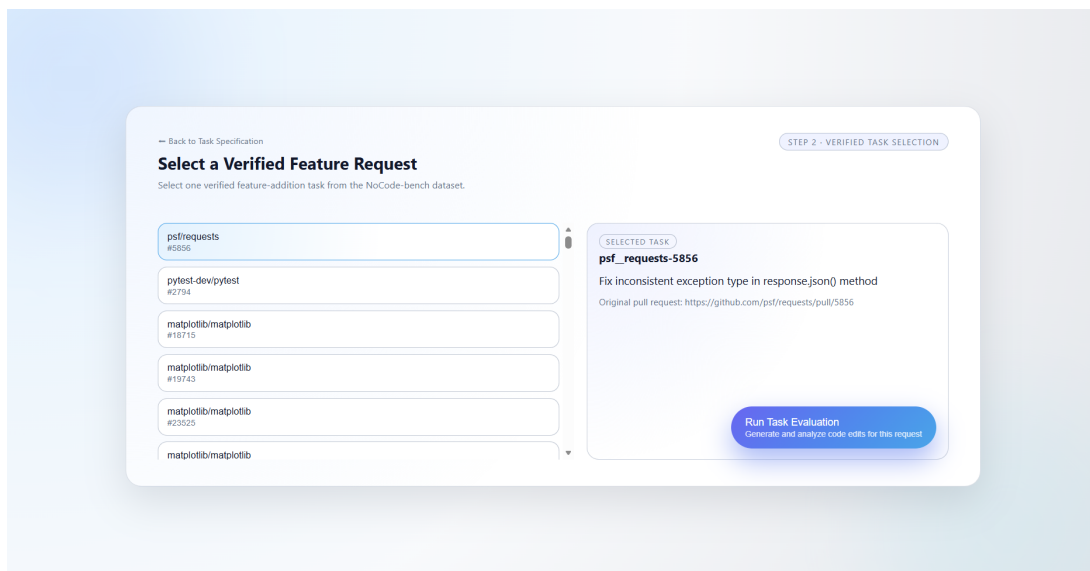 ← Back to Task Specification
STEP 2 · VERIFIED TASK SELECTION
Select a Verified Feature Request
Select one verified feature-addition task from the NoCode-bench dataset.
psf/requests
#5856
pytest-dev/pytest
#2794
matplotlib/matplotlib
#18715
matplotlib/matplotlib
#19743
matplotlib/matplotlib
#23525
matplotlib/matplotlib
SELECTED TASK
psf__requests-5856
Fix inconsistent exception type in response.json() method
Original pull request: https://github.com/psf/requests/pull/5856
Run Task Evaluation
Generate and analyze code edits for this request